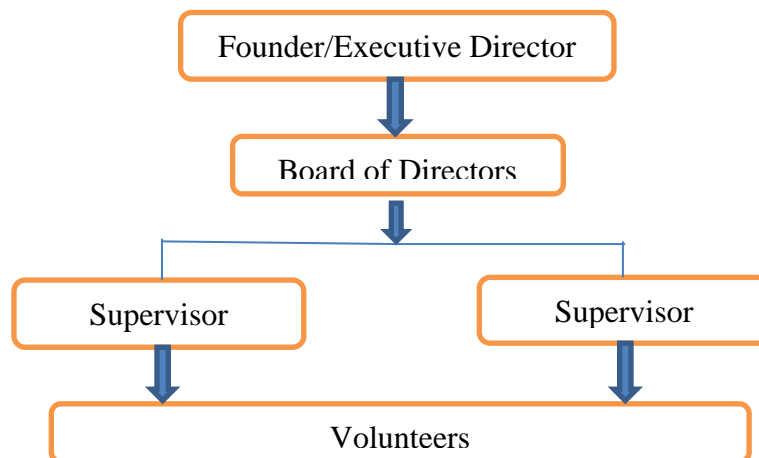 Founder/Executive Director
Board of Directors
Supervisor
Supervisor
Volunteers